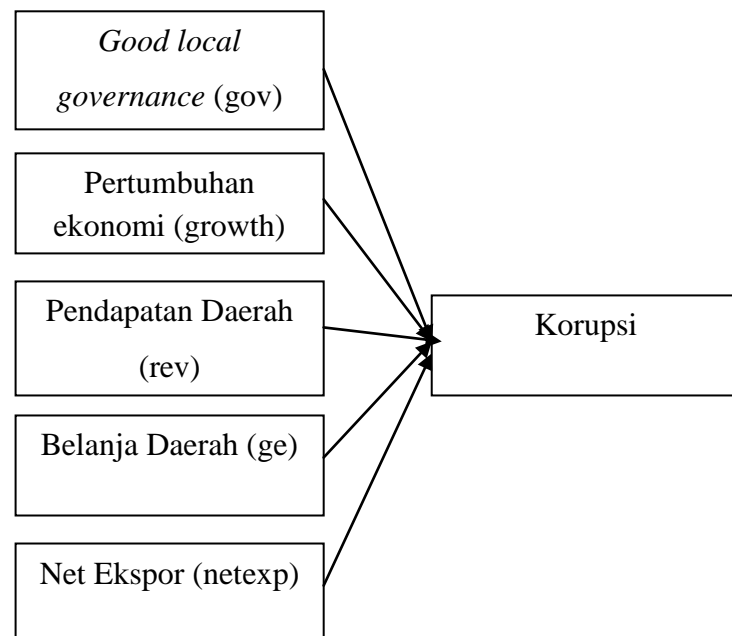 Good local
governance (gov)
Pertumbuhan
ekonomi (growth)
Pendapatan Daerah
(rev)
Korupsi
Belanja Daerah (ge)
Net Ekspor (netexp)